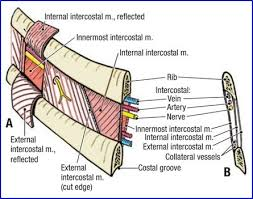 Internal intercostal m., reflected
Innermost intercostal m.
Internal intercostal m.
Rib
Intercostal:
Vein
Artery
Nerve
Innermost intercostal m.
Internal intercostal m.
External intercostal m.
Collateral vessels
Costal groove
A
B
External
intercostal m.,
reflected
External
intercostal m.
(cut edge)